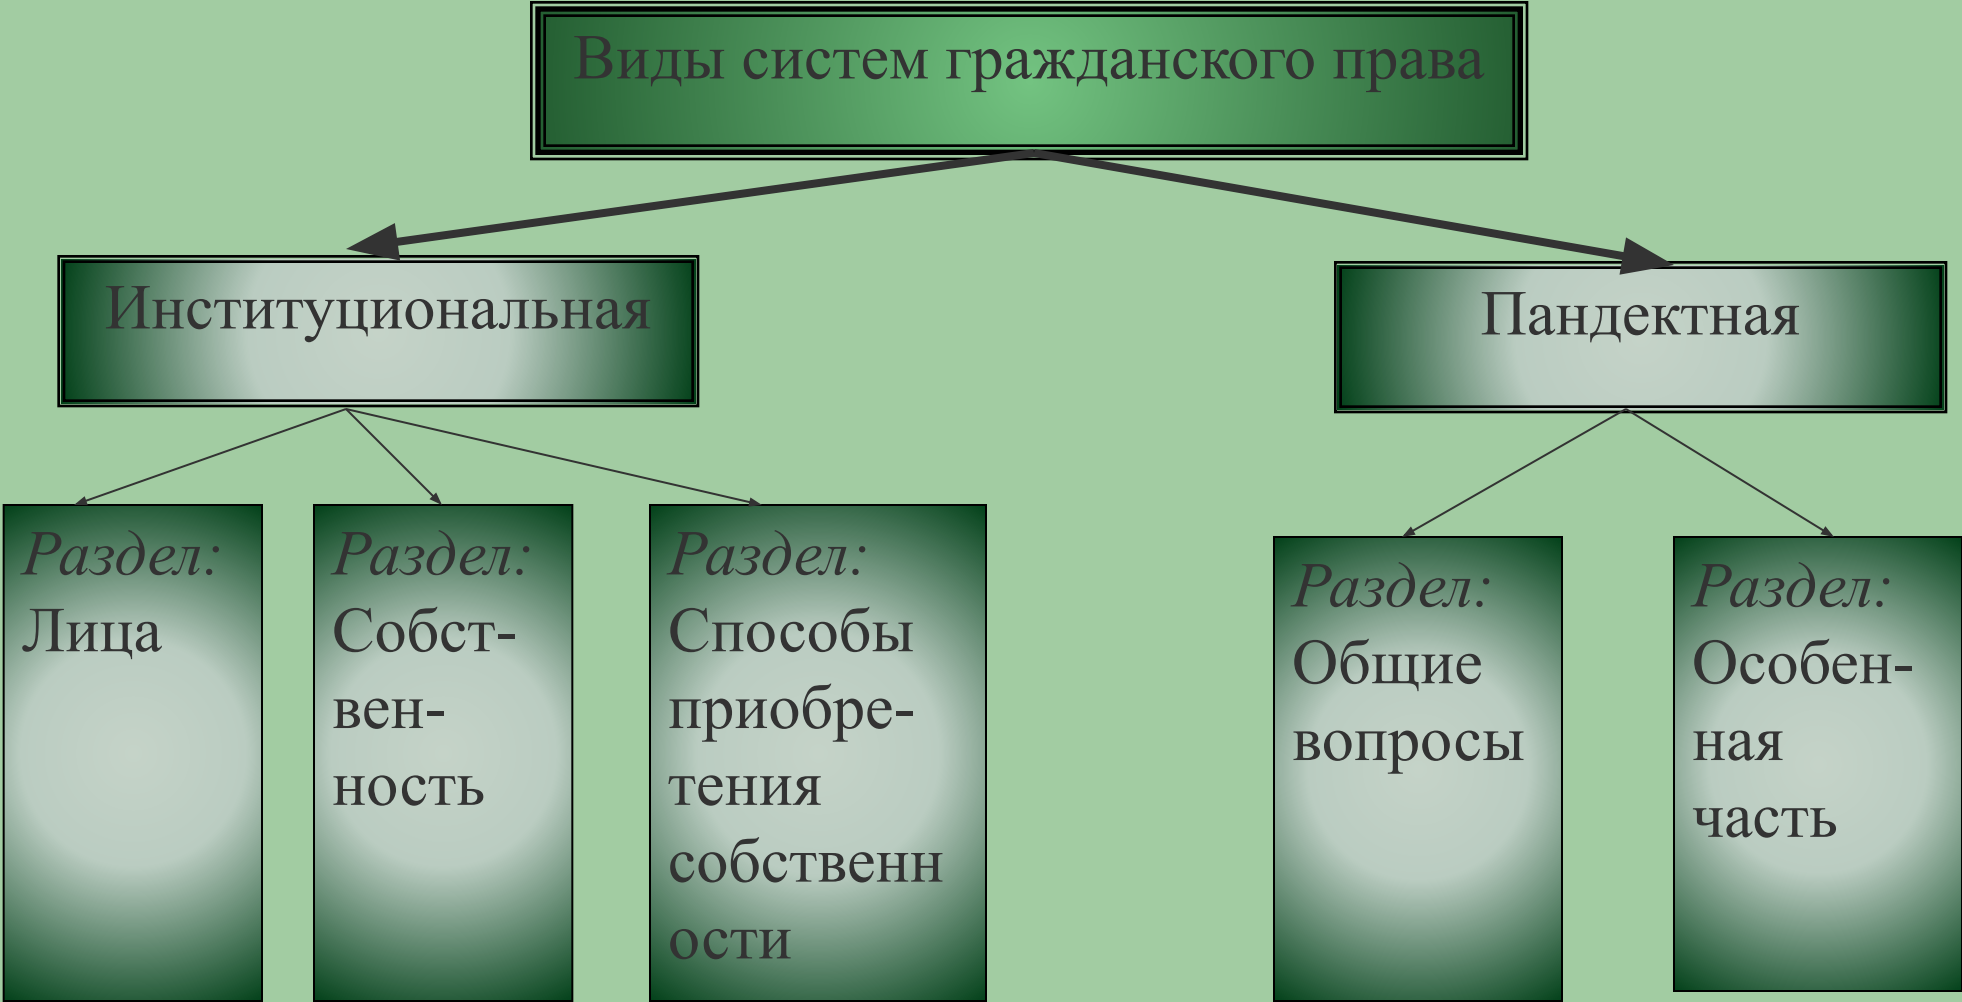 Виды систем гражданского права
Институциональная
Пандектная
Раздел:
Лица
Раздел:
Собст-
вен-
ность
Раздел:
Способы
приобре-
тения
собственн
ости
Раздел:
Общие
вопросы
Раздел:
Особен-
ная
часть